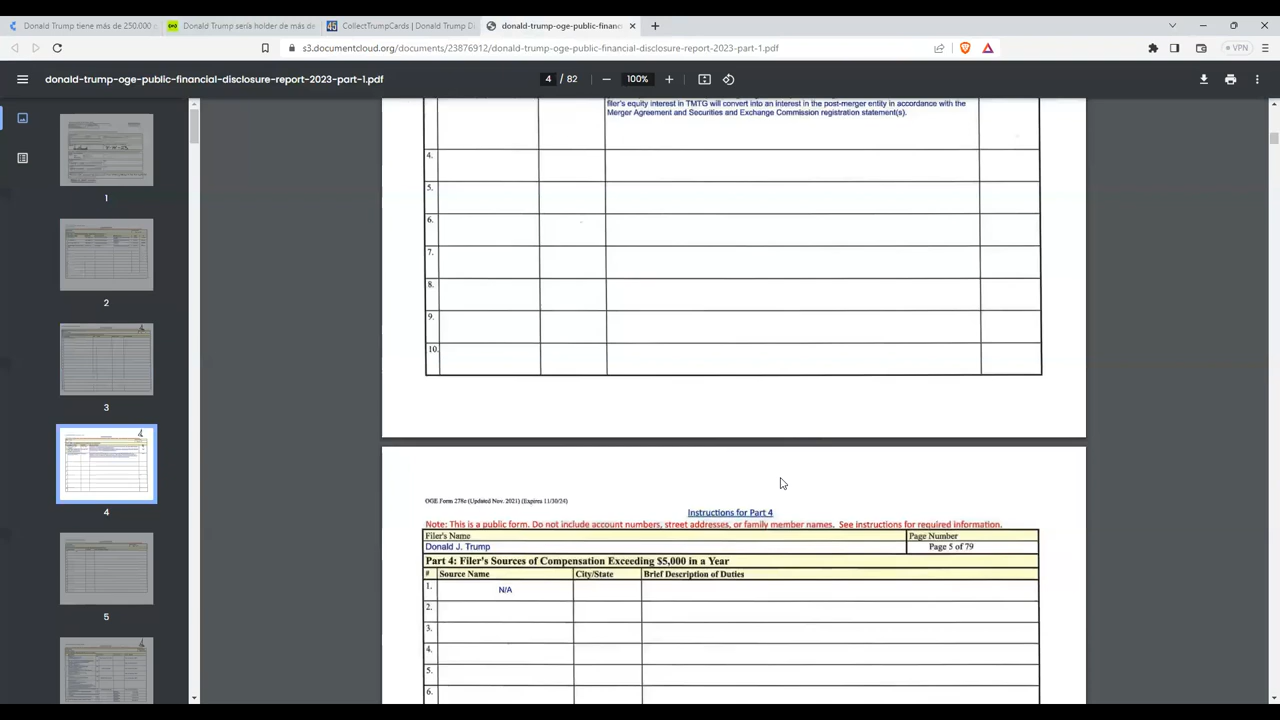 Donald Trump tiene más de 250.000
Donald Trump sería holder de más d
CollectTrumpCards | Donald Trump Di
donald-trump-oge-public-financi
s3.documentcloud.org/documents/23876912/donald-trump-oge-public-financial-disclosure-report-2023-part-1.pdf
VPN
donald-trump-oge-public-financial-disclosure-report-2023-part-1.pdf
4 / 82
100%
1
2
3
4
5
filer's equity interest in TMTG will convert into an interest in the post-merger entity in accordance with the
Merger Agreement and Securities and Exchange Commission registration statement(s).
4.
5.
6.
7.
8.
9.
10.
OGE Form 278e (Updated Nov. 2021) (Expires 11/30/24)
Instructions for Part 4
Note: This is a public form. Do not include account numbers, street addresses, or family member names. See instructions for required information.
Filer's Name
Page Number
Donald J. Trump
Page 5 of 79
Part 4: Filer's Sources of Compensation Exceeding $5,000 in a Year
# Source Name City/State Brief Description of Duties
1. N/A
2.
3.
4.
5.
6.